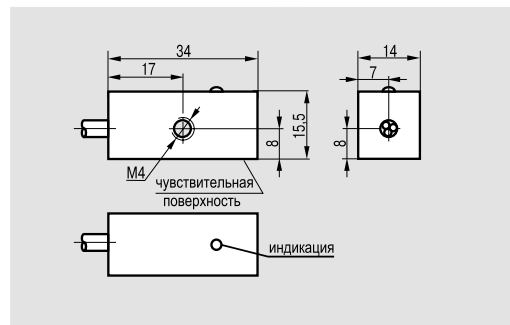 34
17
14
7
15,5
8
8
M4
чувствительная
поверхность
индикация